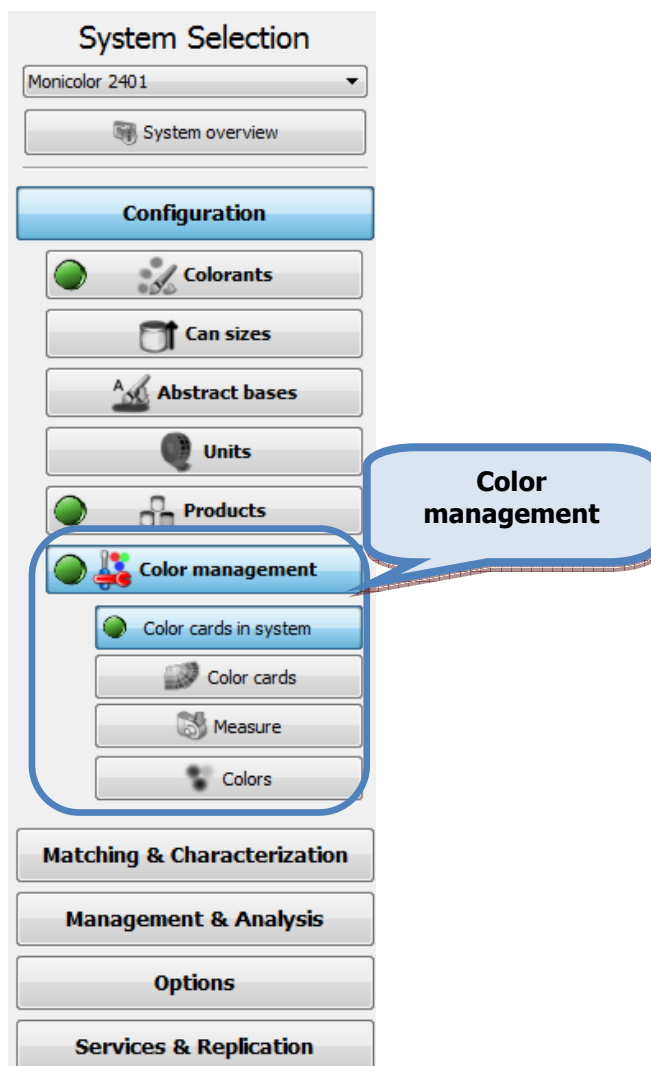 System Selection
Monicolor 2401
System overview
Configuration
Colorants
Can sizes
A
Abstract bases
Units
Products
Color management
Color
management
Color cards in system
Color cards
Measure
Colors
Matching & Characterization
Management & Analysis
Options
Services & Replication